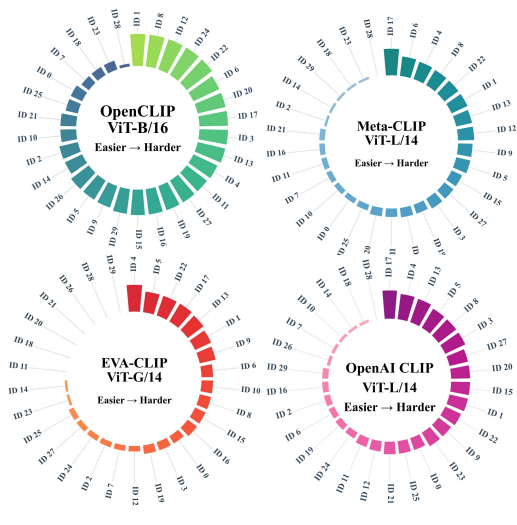 OpenCLIP
ViT-B/16
Easier → Harder
ID 1
ID 8
ID 12
ID 24
ID 22
ID 6
ID 20
ID 17
ID 3
ID 13
ID 4
ID 11
ID 27
ID 19
ID 16
ID 15
ID 29
ID 9
ID 5
ID 26
ID 14
ID 2
ID 10
ID 21
ID 25
ID 0
ID 7
ID 18
ID 23
ID 28
Meta-CLIP
ViT-L/14
Easier → Harder
ID 17
ID 6
ID 4
ID 8
ID 22
ID 1
ID 13
ID 12
ID 9
ID 5
ID 15
ID 27
ID 3
ID
II
20
ID 25
ID 0
ID 10
ID 7
ID 11
ID 16
ID 21
ID 2
ID 14
ID 29
ID 18
ID 23
ID 28
EVA-CLIP
ViT-G/14
Easier → Harder
ID 4
ID 5
ID 22
ID 17
ID 13
ID 1
ID 9
ID 6
ID 10
ID 8
ID 15
ID 16
ID 0
ID 3
ID 19
ID 12
ID 7
ID 2
ID 24
ID 27
ID 25
ID 23
ID 14
ID 11
ID 18
ID 20
ID 21
ID 26
ID 28
ID 29
OpenAI CLIP
ViT-L/14
Easier → Harder
ID 17
ID 4
ID 13
ID 5
ID 8
ID 3
ID 27
ID 20
ID 15
ID 1
ID 22
ID 9
ID 23
ID 0
ID 25
ID 21
ID 12
ID 11
ID 24
ID 19
ID 6
ID 2
ID 16
ID 29
ID 26
ID 7
ID 10
ID 14
ID 18
ID 28